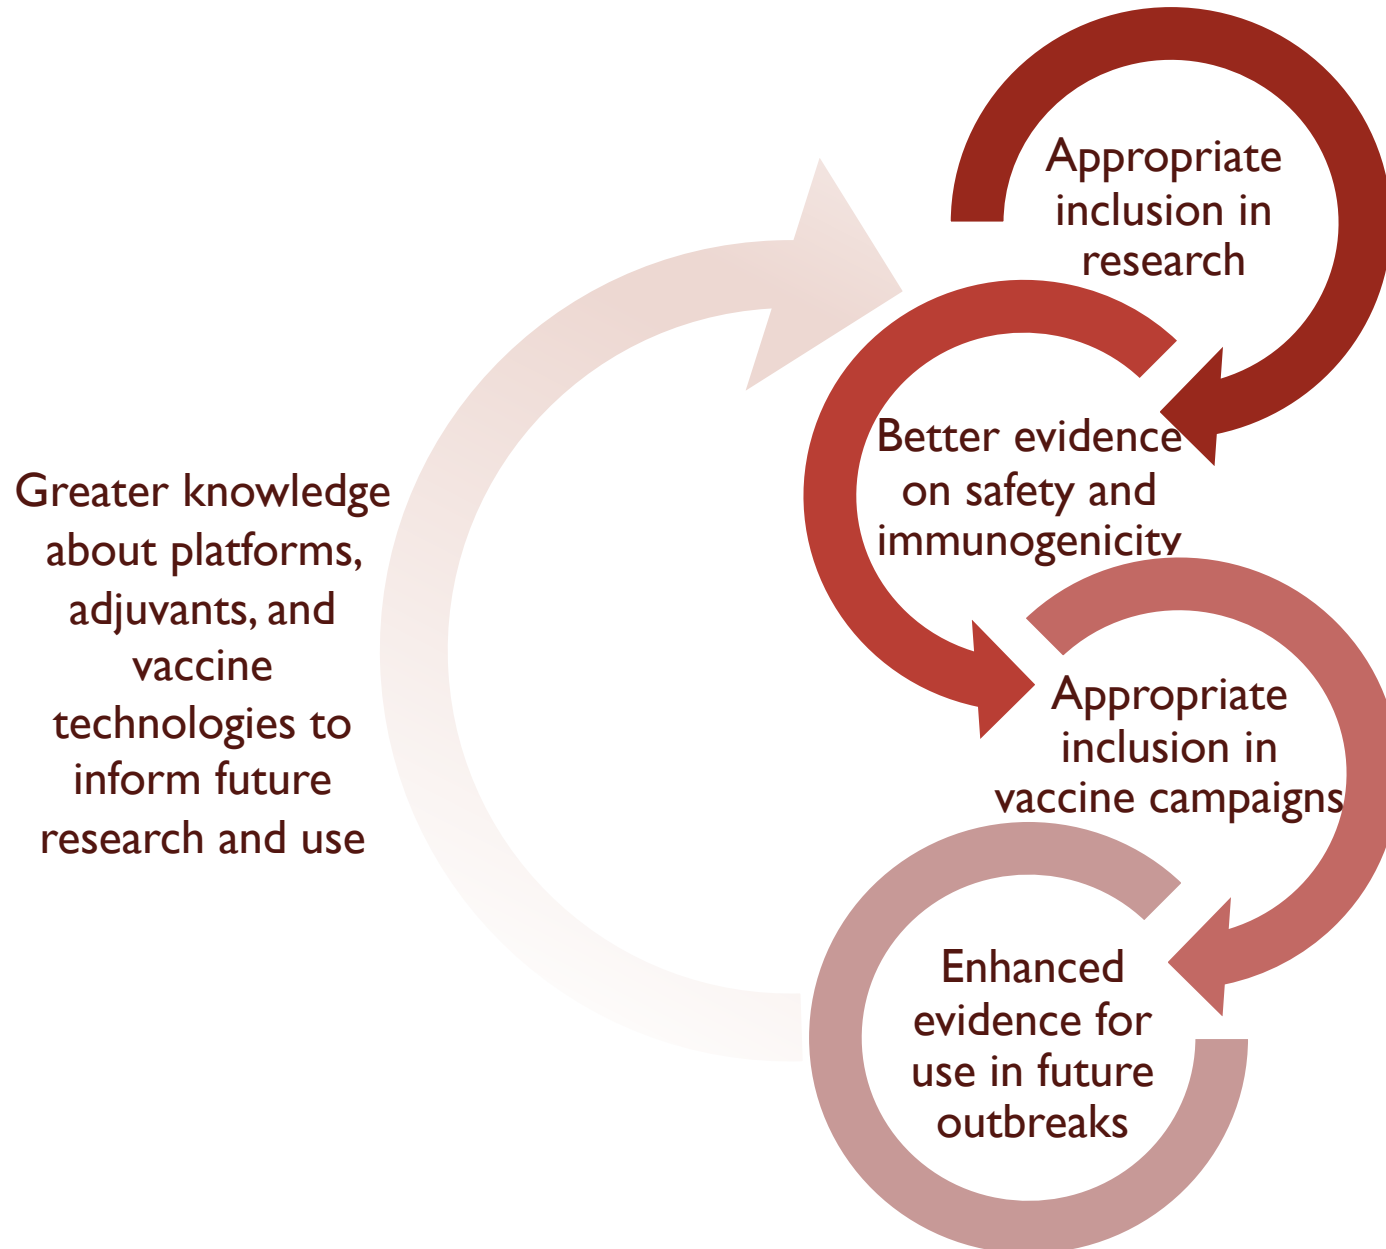 Appropriate
inclusion in
research
Better evidence
on safety and
immunogenicity
Appropriate
inclusion in
vaccine campaigns
Enhanced
evidence for
use in future
outbreaks
Greater knowledge
about platforms,
adjuvants, and
vaccine
technologies to
inform future
research and use